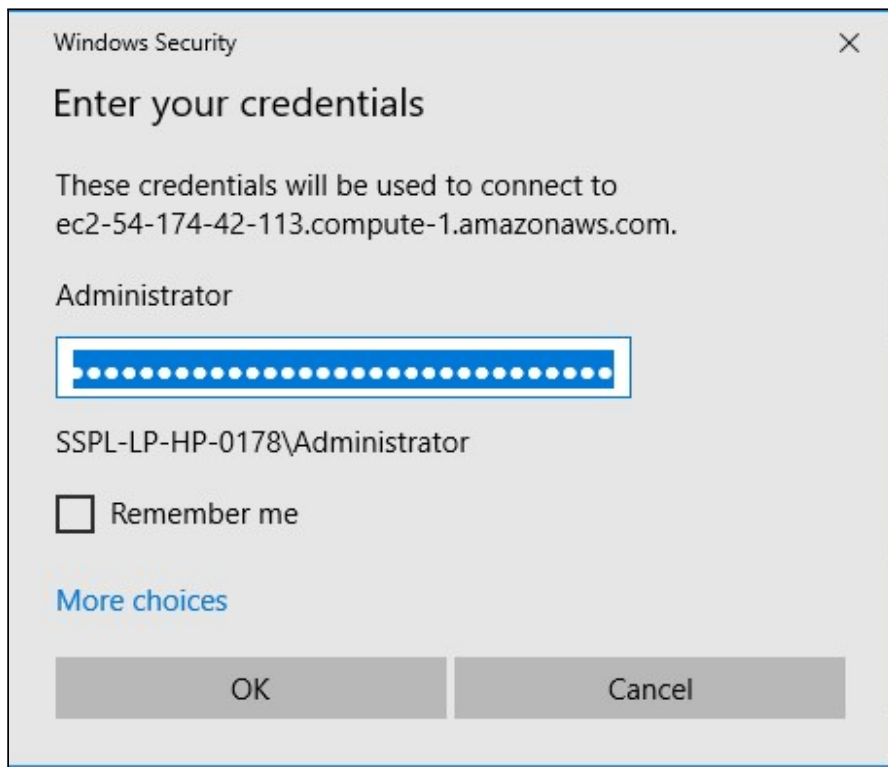 Windows Security
Enter your credentials
These credentials will be used to connect to
ec2-54-174-42-113.compute-1.amazonaws.com.
Administrator
SSPL-LP-HP-0178\Administrator
Remember me
More choices
OK
Cancel